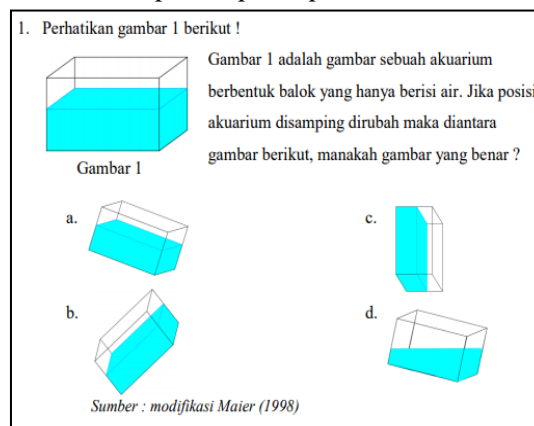 1. Perhatikan gambar 1 berikut !
Gambar 1 adalah gambar sebuah akuarium
berbentuk balok yang hanya berisi air. Jika posisi
akuarium disamping dirubah maka diantara
gambar berikut, manakah gambar yang benar ?
Gambar 1
a.
c.
b.
d.
Sumber : modifikasi Maier (1998)